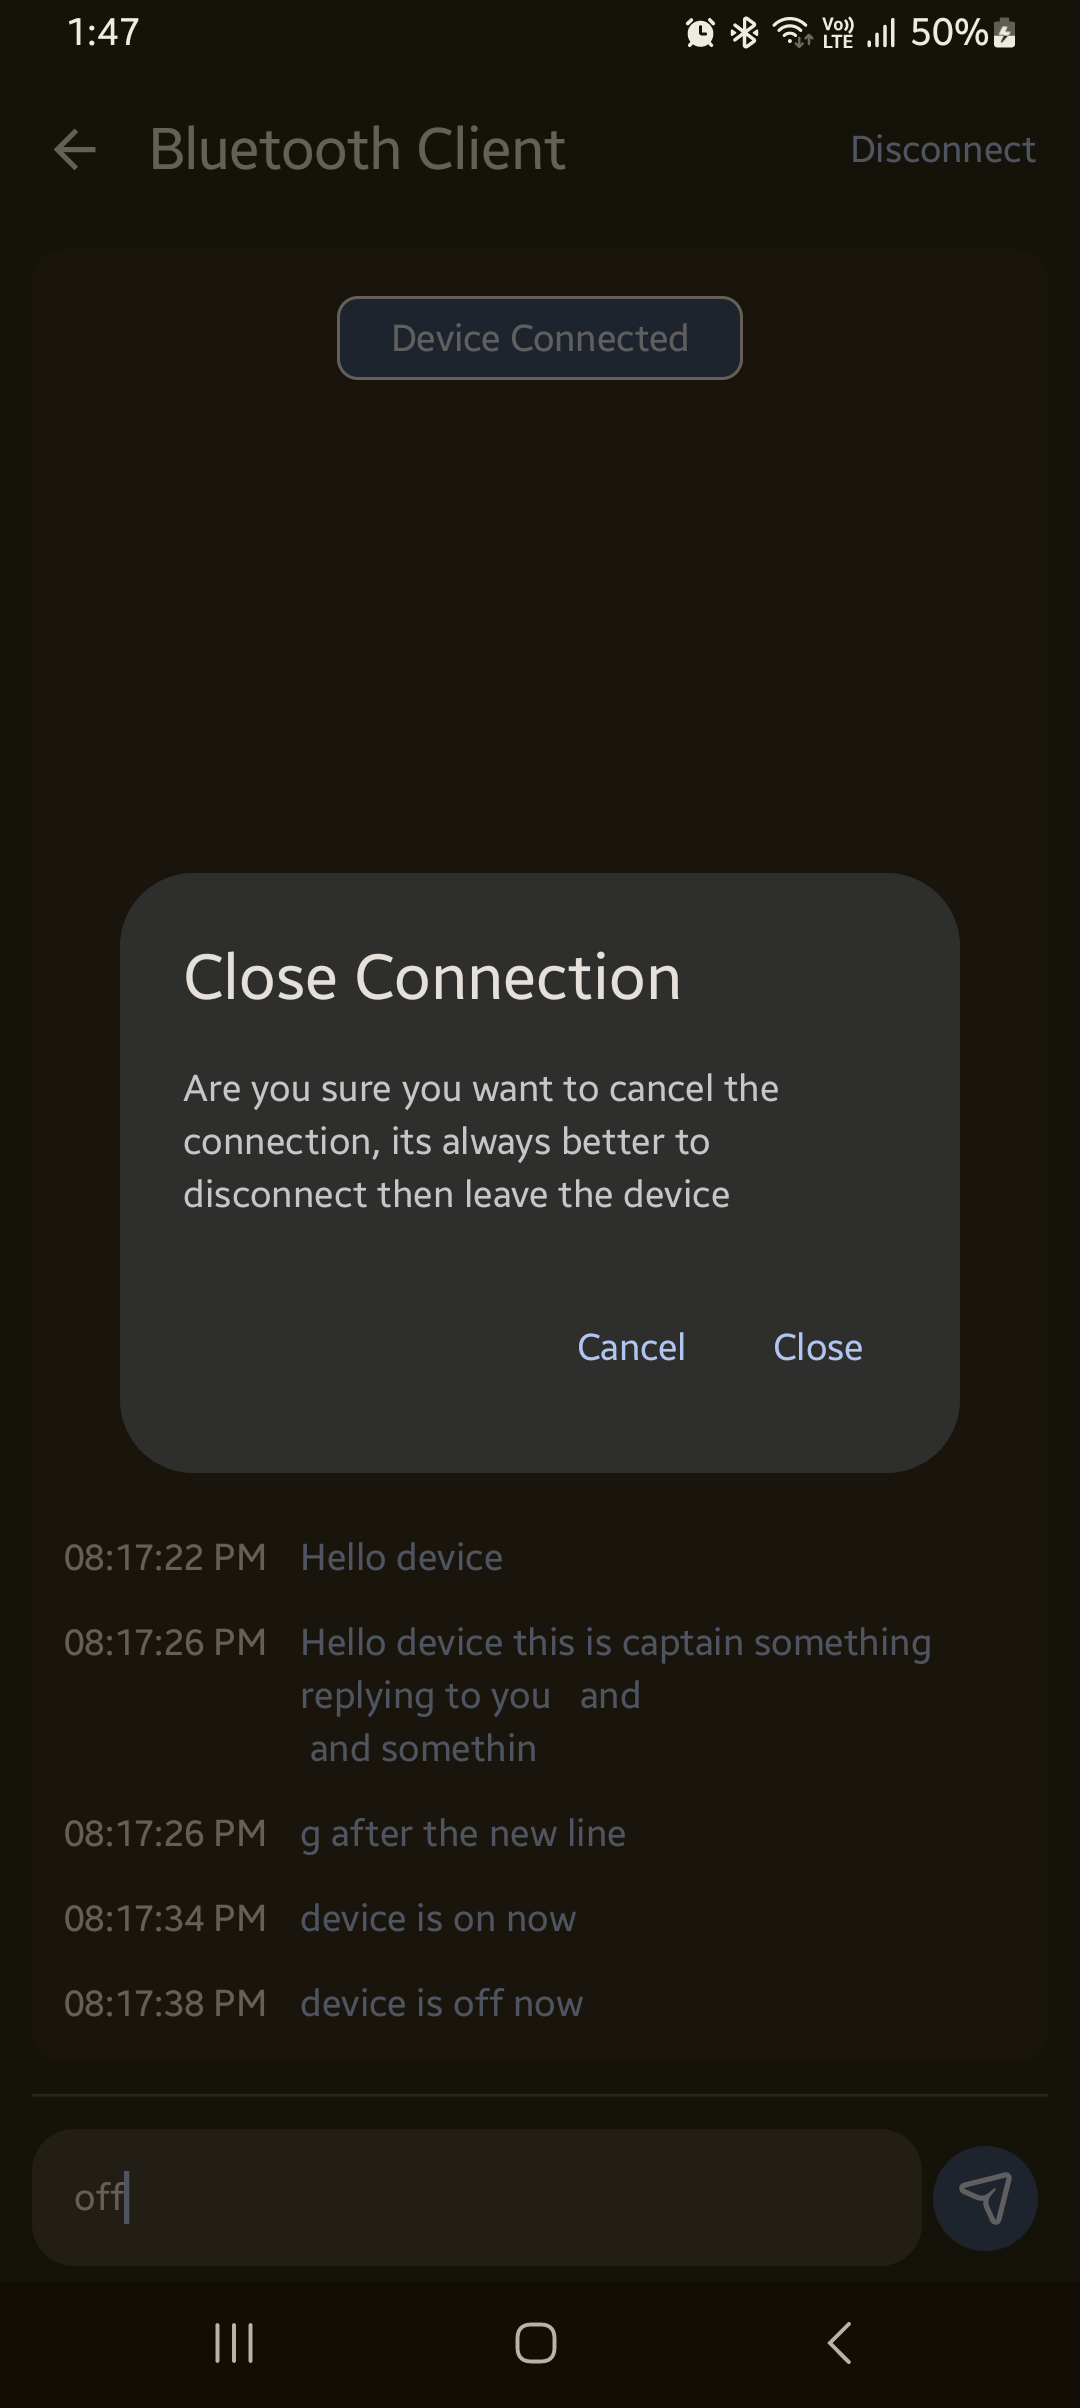 1:47
Vo)) LTE 50%
Bluetooth Client
Disconnect
Device Connected
Close Connection
Are you sure you want to cancel the
connection, its always better to
disconnect then leave the device
Cancel Close
08:17:22 PM Hello device
08:17:26 PM Hello device this is captain something
replying to you and
and somethin
08:17:26 PM g after the new line
08:17:34 PM device is on now
08:17:38 PM device is off now
off